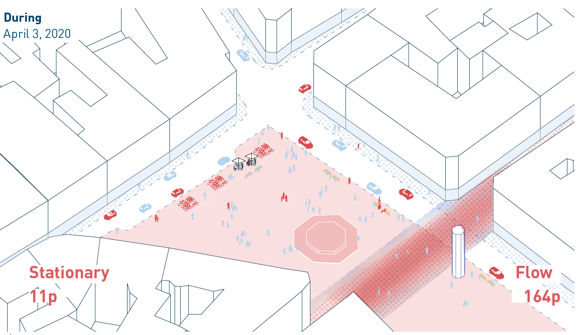 During
April 3, 2020
Stationary
11p
Flow
164p